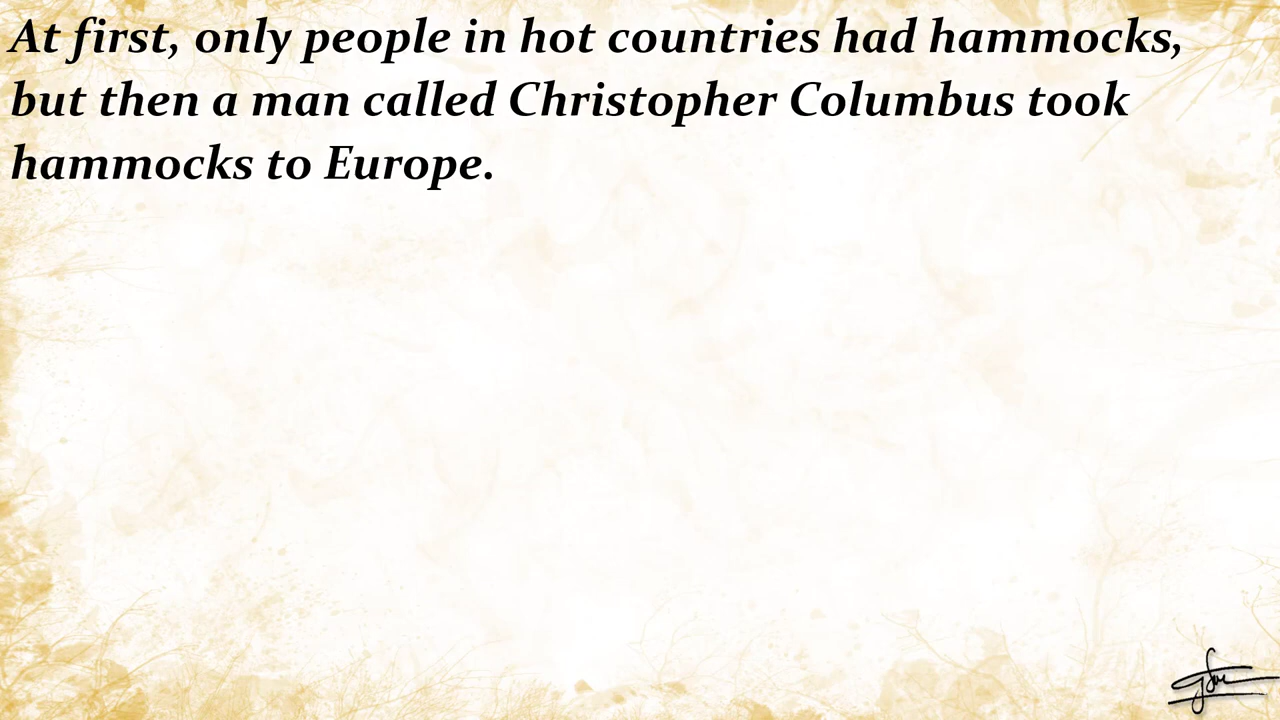 At first, only people in hot countries had hammocks,
but then a man called Christopher Columbus took
hammocks to Europe.